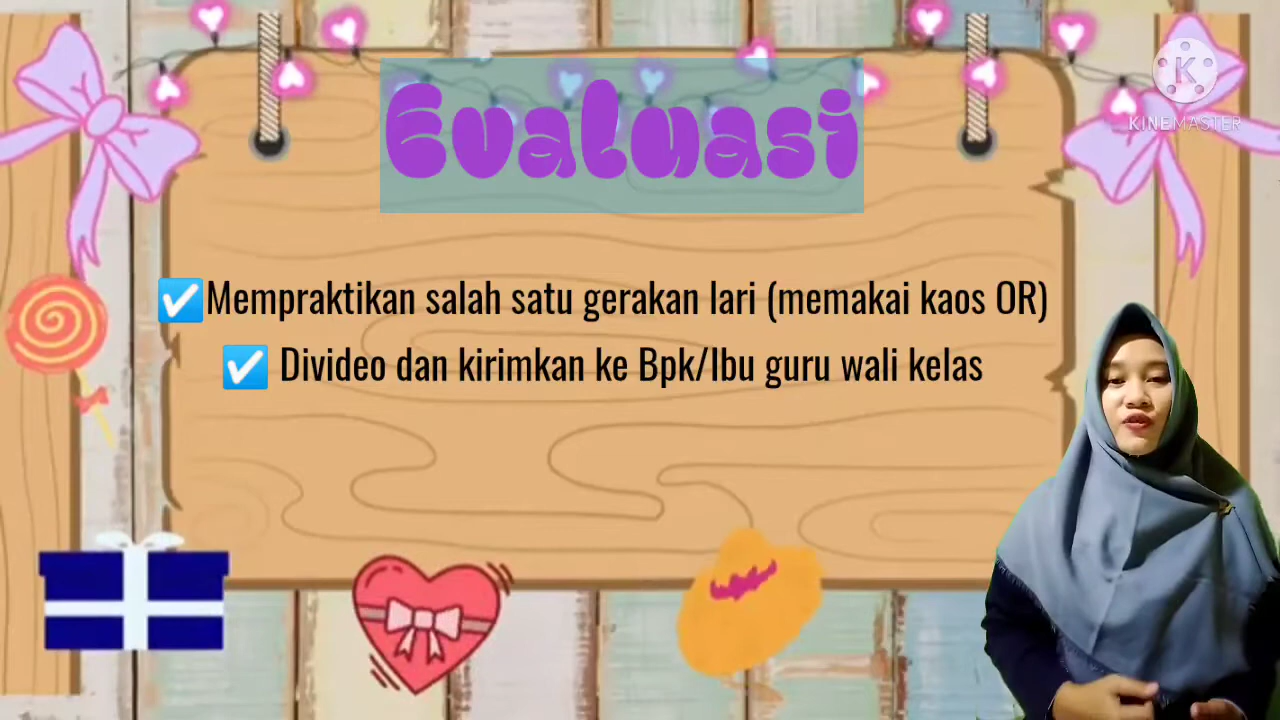 KINEMASTER
Evaluasi
☑Mempraktikan salah satu gerakan lari (memakai kaos OR)
☑ Divideo dan kirimkan ke Bpk/Ibu guru wali kelas